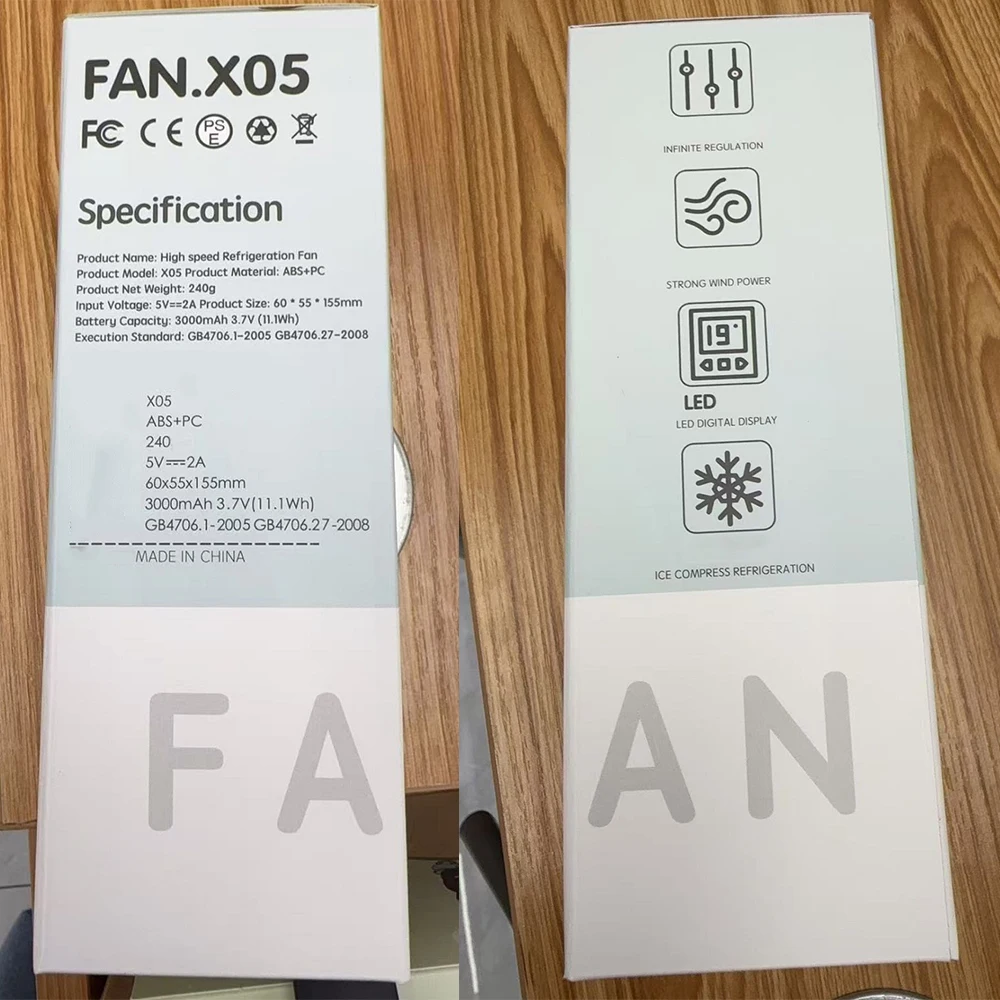 FAN.X05
FC CE PSE
Specification
Product Name: High speed Refrigeration Fan
Product Model: X05 Product Material: ABS+PC
Product Net Weight: 240g
Input Voltage: 5V==2A Product Size: 60 * 55 * 155mm
Battery Capacity: 3000mAh 3.7V (11.1Wh)
Execution Standard: GB4706.1-2005 GB4706.27-2008
X05
ABS+PC
240
5V⎓2A
60x55x155mm
3000mAh 3.7V(11.1Wh)
GB4706.1-2005 GB4706.27-2008
MADE IN CHINA
FA
INFINITE REGULATION
STRONG WIND POWER
19°
LED
LED DIGITAL DISPLAY
ICE COMPRESS REFRIGERATION
AN